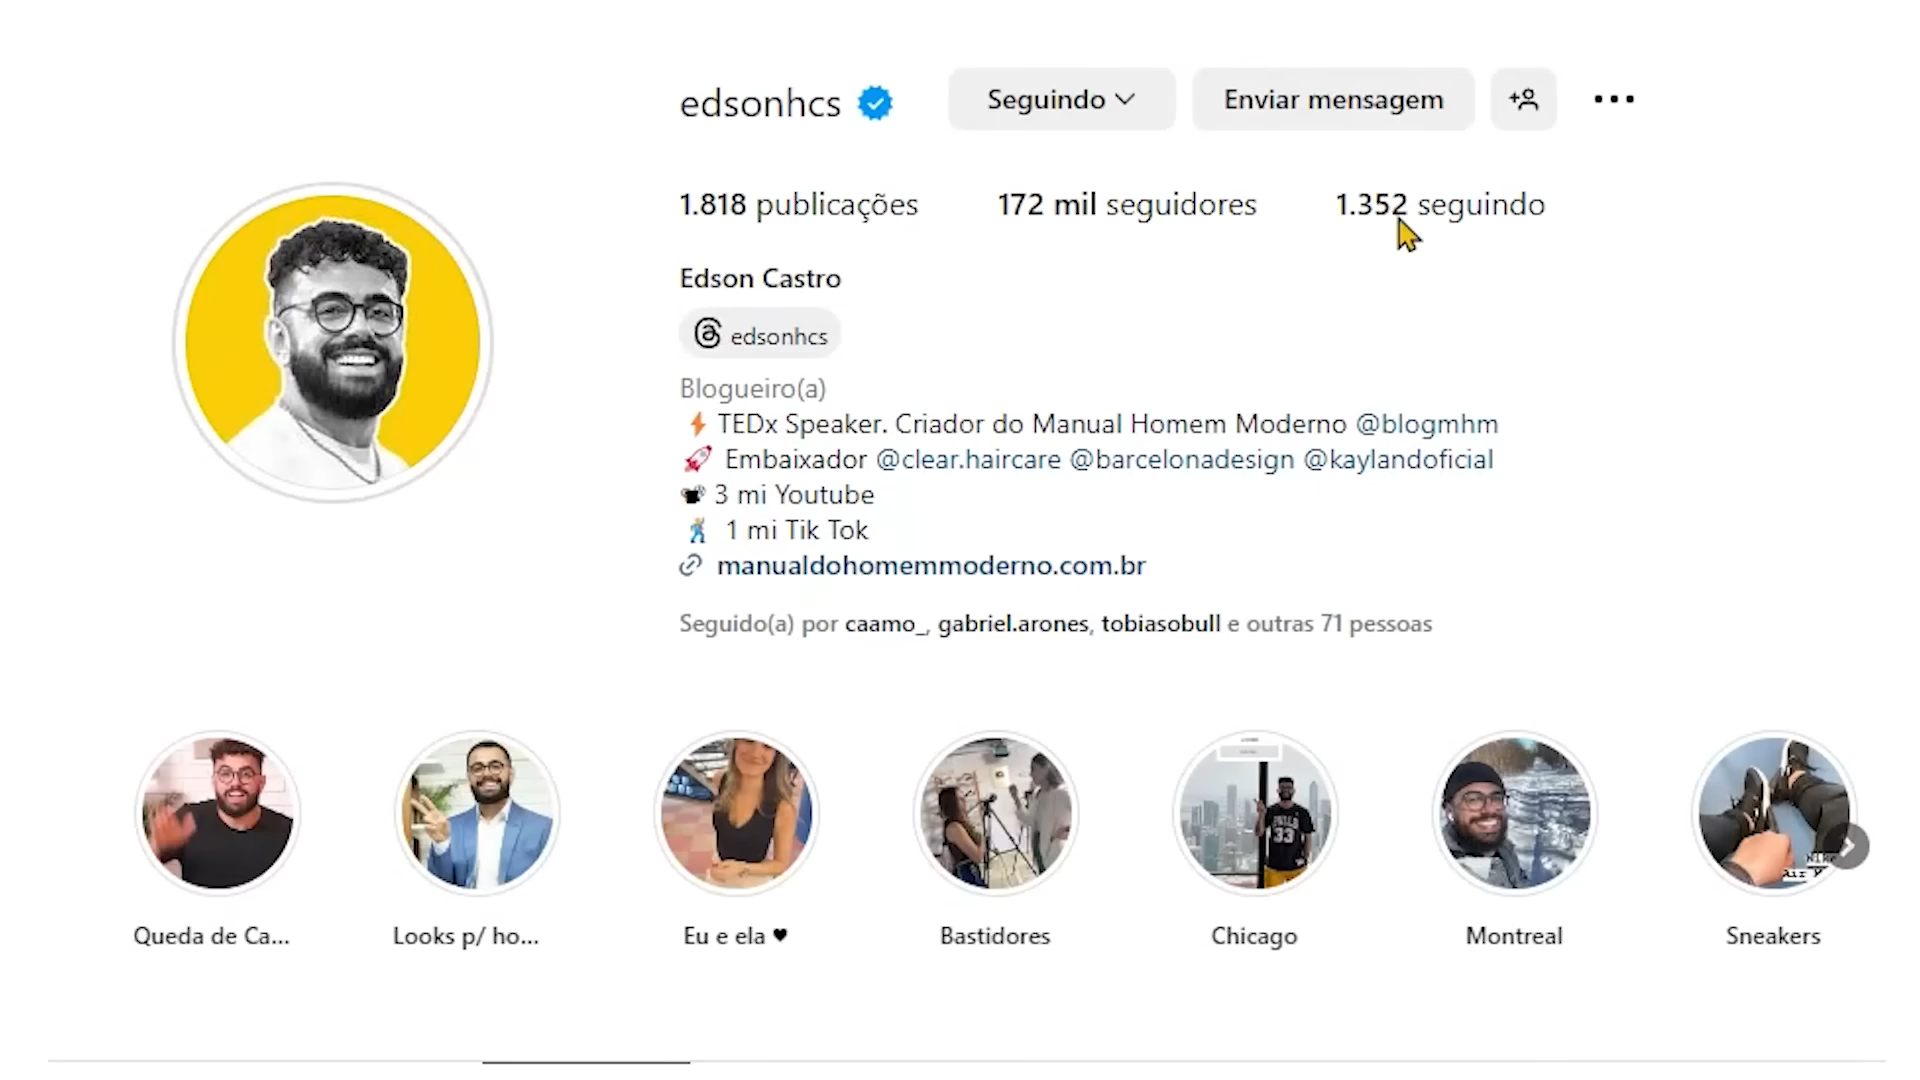 edsonhcs
Seguindo
Enviar mensagem
1.818 publicações
172 mil seguidores
1.352 seguindo
Edson Castro
edsonhcs
Blogueiro(a)
⚡ TEDx Speaker. Criador do Manual Homem Moderno @blogmhm
🚀 Embaixador @clear.haircare @barcelonadesign @kaylandoficial
3 mi Youtube
1 mi Tik Tok
manualdohomemmoderno.com.br
Seguido(a) por caamo_, gabriel.arones, tobiasobull e outras 71 pessoas
33
Queda de Ca...
Looks p/ ho...
Eu e ela ♥
Bastidores
Chicago
Montreal
Sneakers